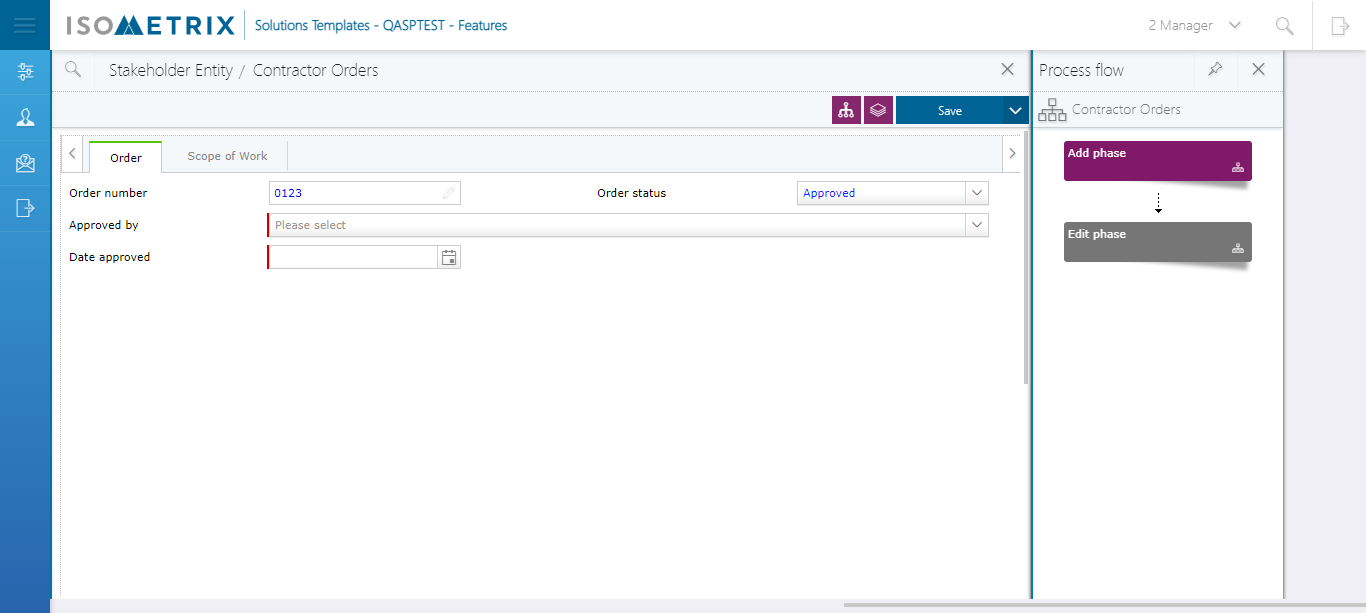 ISOMETRIX Solutions Templates - QASPTEST - Features 2 Manager
Stakeholder Entity / Contractor Orders
Process flow
Save
Contractor Orders
Order Scope of Work
Order number 0123 Order status Approved
Approved by Please select
Date approved
Add phase
Edit phase